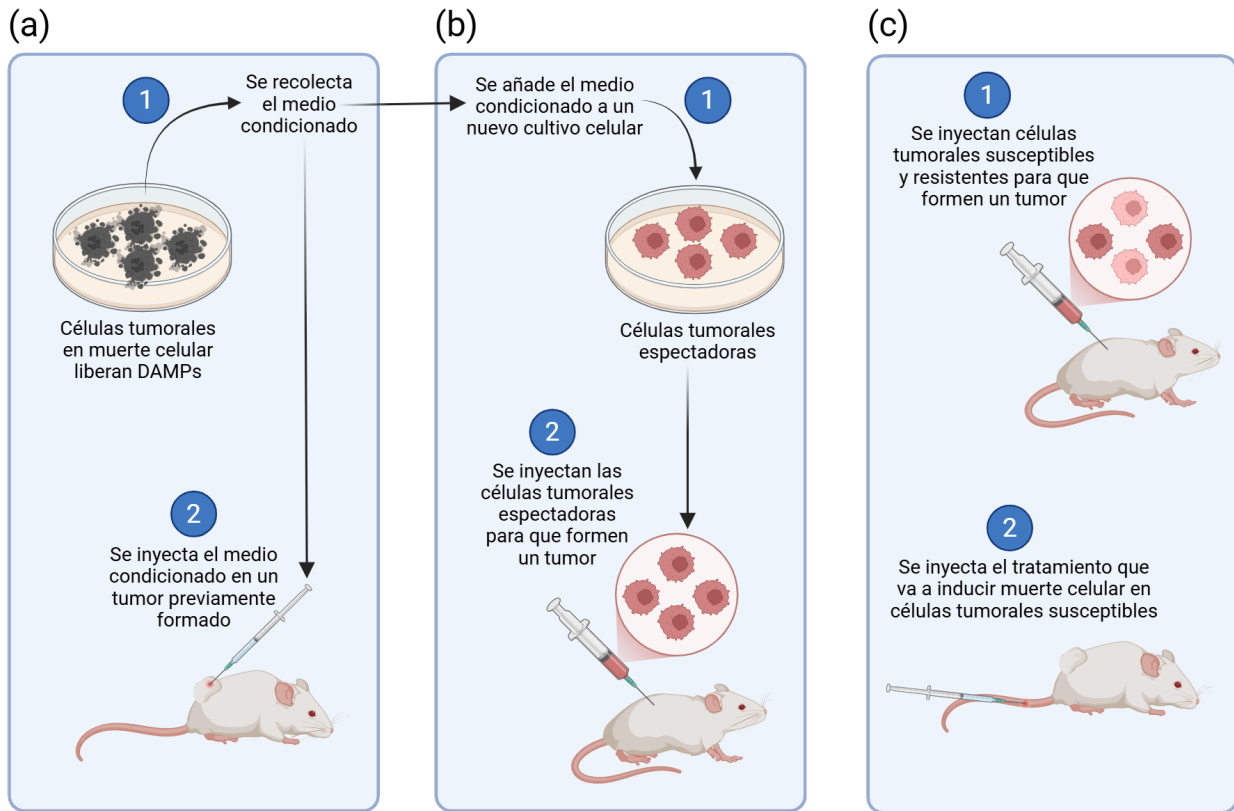 (a)
1
Se recolecta
el medio
condicionado
Células tumorales
en muerte celular
liberan DAMPs
2
Se inyecta el medio
condicionado en un
tumor previamente
formado
(b)
Se añade el medio
condicionado a un
nuevo cultivo celular
1
Células tumorales
espectadoras
2
Se inyectan las
células tumorales
espectadoras
para que formen
un tumor
(c)
1
Se inyectan células
tumorales susceptibles
y resistentes para que
formen un tumor
2
Se inyecta el tratamiento que
va a inducir muerte celular en
células tumorales susceptibles